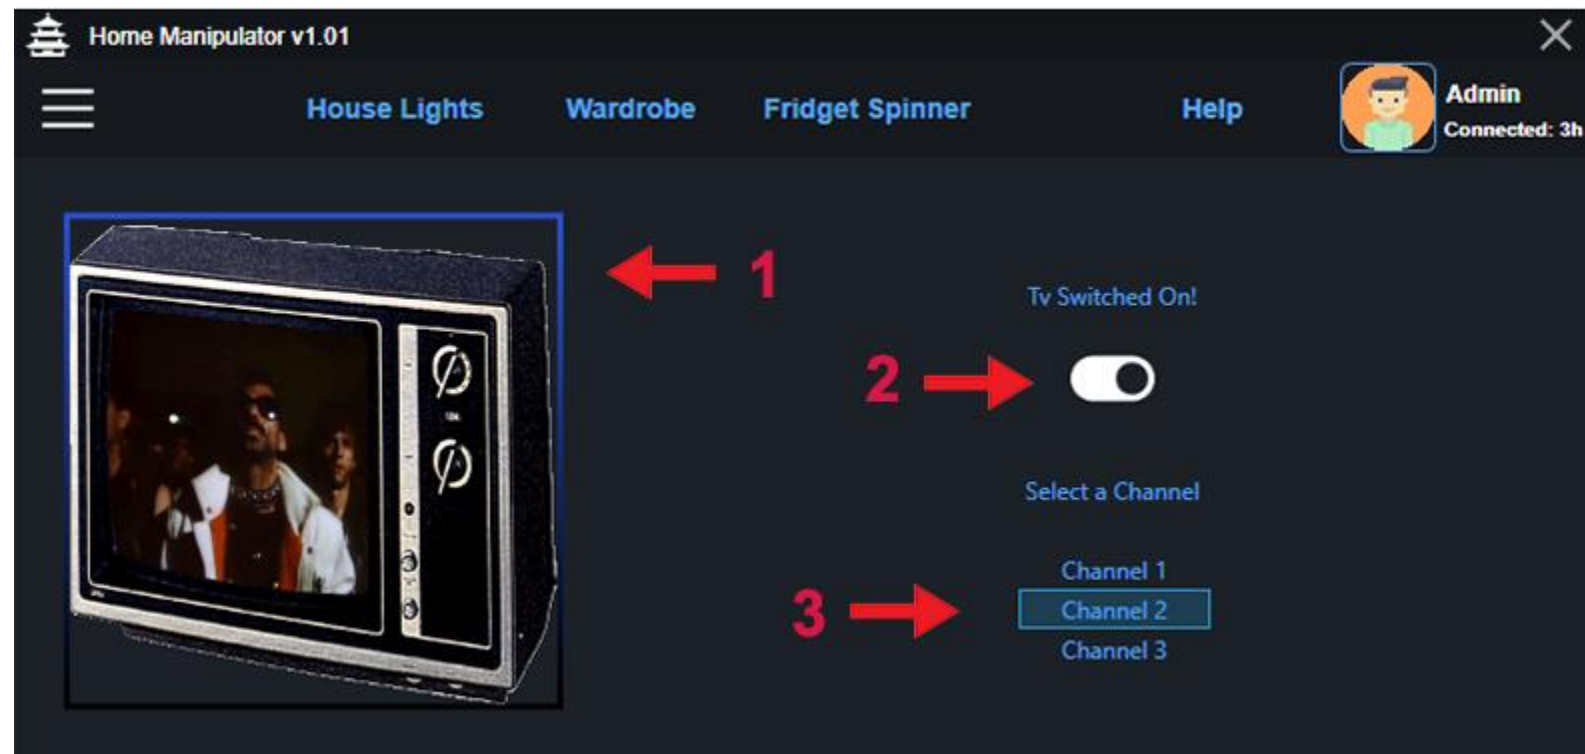 Home Manipulator v1.01
House Lights Wardrobe Fridget Spinner Help
Admin
Connected: 3h
1
Tv Switched On!
2
Select a Channel
Channel 1
3
Channel 2
Channel 3